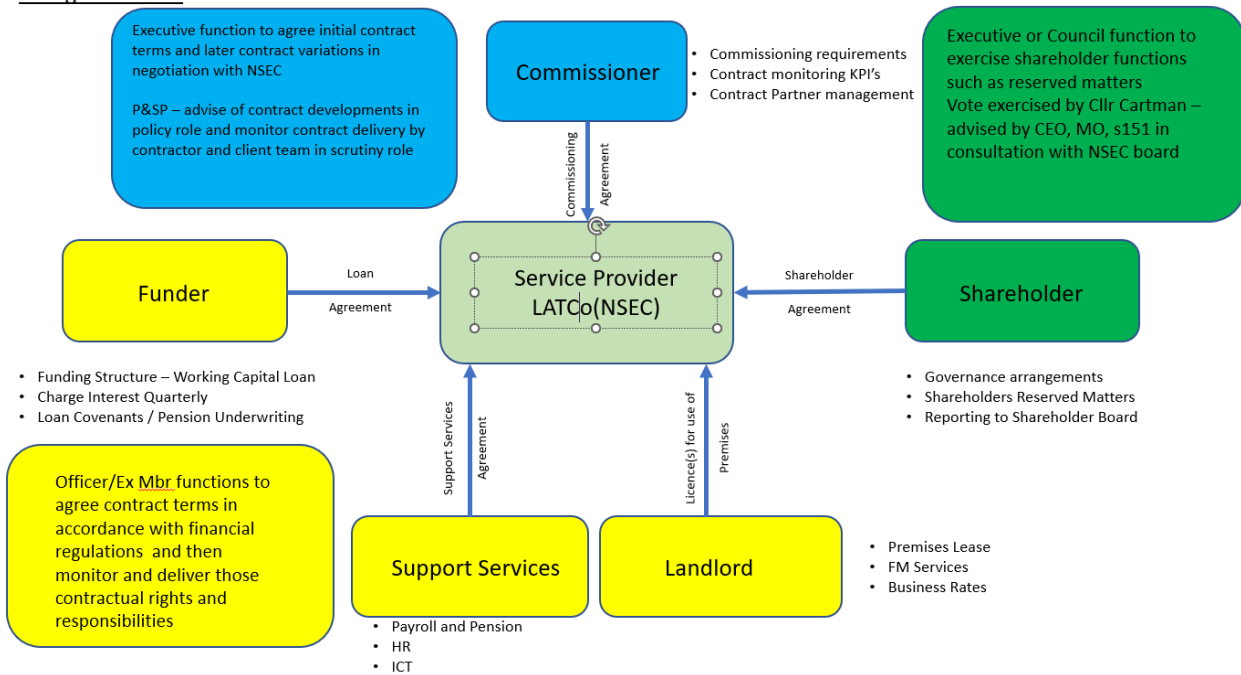 Executive function to agree initial contract
terms and later contract variations in
negotiation with NSEC
P&SP – advise of contract developments in
policy role and monitor contract delivery by
contractor and client team in scrutiny role
Commissioner
• Commissioning requirements
• Contract monitoring KPI's
• Contract Partner management
Executive or Council function to
exercise shareholder functions
such as reserved matters
Vote exercised by Cllr Cartman –
advised by CEO, MO, s151 in
consultation with NSEC board
Commissioning
Agreement
Funder
Loan
Agreement
Service Provider
LATCo(NSEC)
Shareholder
Agreement
Shareholder
• Funding Structure – Working Capital Loan
• Charge Interest Quarterly
• Loan Covenants / Pension Underwriting
• Governance arrangements
• Shareholders Reserved Matters
• Reporting to Shareholder Board
Support Services
Agreement
Licence(s) for use of
Premises
Officer/Ex Mbr functions to
agree contract terms in
accordance with financial
regulations and then
monitor and deliver those
contractual rights and
responsibilities
Support Services
Landlord
• Premises Lease
• FM Services
• Business Rates
• Payroll and Pension
• HR
• ICT